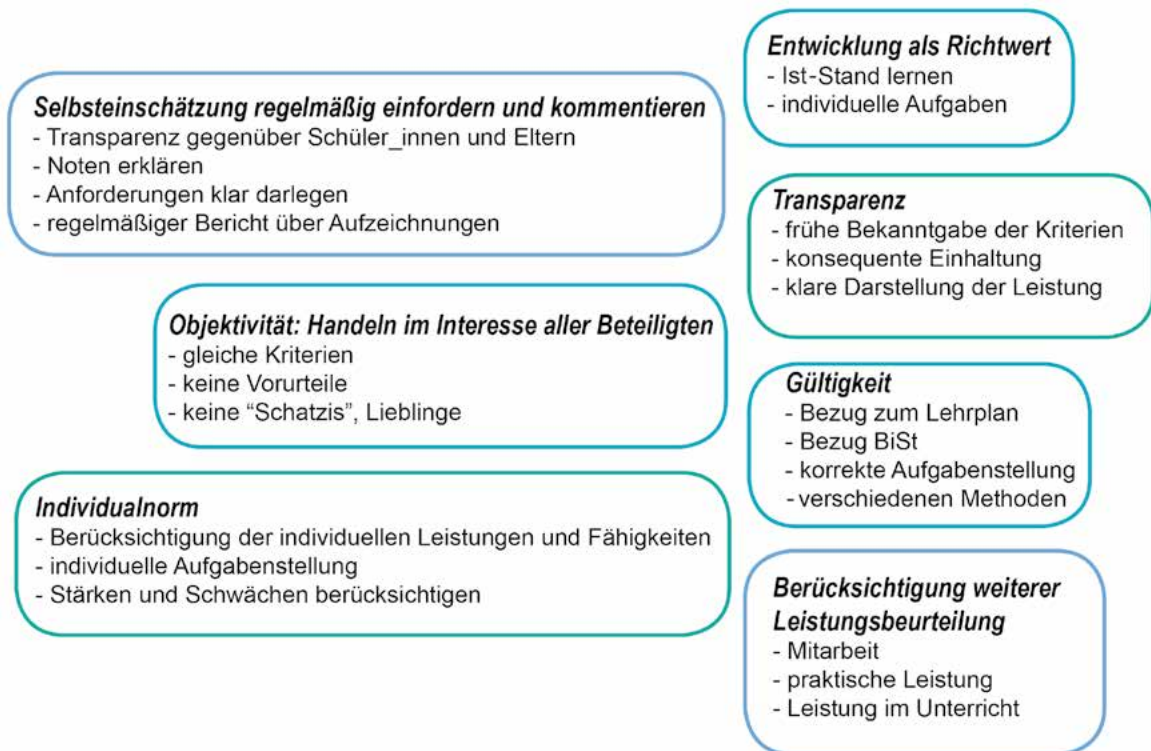 Selbsteinschätzung regelmäßig einfordern und kommentieren
- Transparenz gegenüber Schüler_innen und Eltern
- Noten erklären
- Anforderungen klar darlegen
- regelmäßiger Bericht über Aufzeichnungen
Objektivität: Handeln im Interesse aller Beteiligten
- gleiche Kriterien
- keine Vorurteile
- keine “Schatzis”, Lieblinge
Individualnorm
- Berücksichtigung der individuellen Leistungen und Fähigkeiten
- individuelle Aufgabenstellung
- Stärken und Schwächen berücksichtigen
Entwicklung als Richtwert
- Ist-Stand lernen
- individuelle Aufgaben
Transparenz
- frühe Bekanntgabe der Kriterien
- konsequente Einhaltung
- klare Darstellung der Leistung
Gültigkeit
- Bezug zum Lehrplan
- Bezug BiSt
- korrekte Aufgabenstellung
- verschiedenen Methoden
Berücksichtigung weiterer
Leistungsbeurteilung
- Mitarbeit
- praktische Leistung
- Leistung im Unterricht